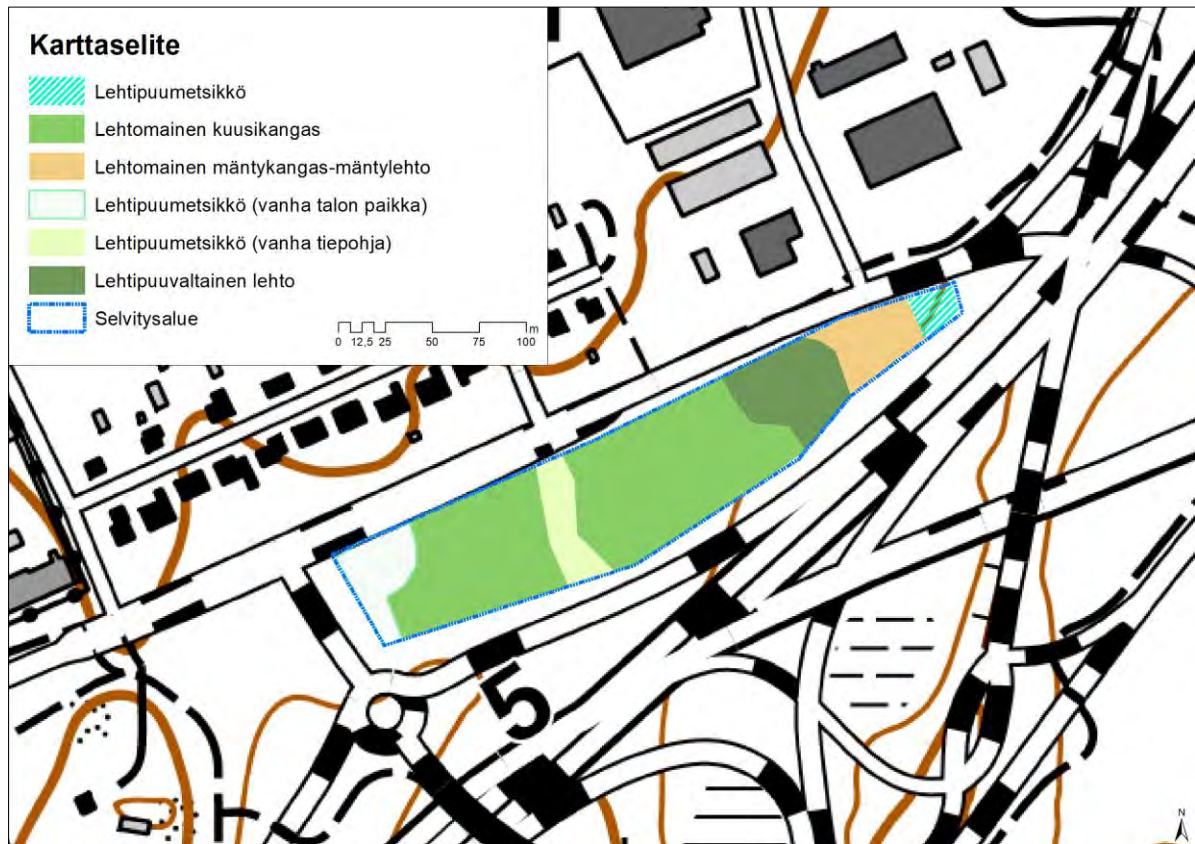 Karttaselite
Lehtipuumetsikkö
Lehtomainen kuusikangas
Lehtomainen mäntykangas-mäntylehto
Lehtipuumetsikkö (vanha talon paikka)
Lehtipuumetsikkö (vanha tiepohja)
Lehtipuuvaltainen lehto
Selvitysalue
m
0 12,5 25 50 75 100
5
N